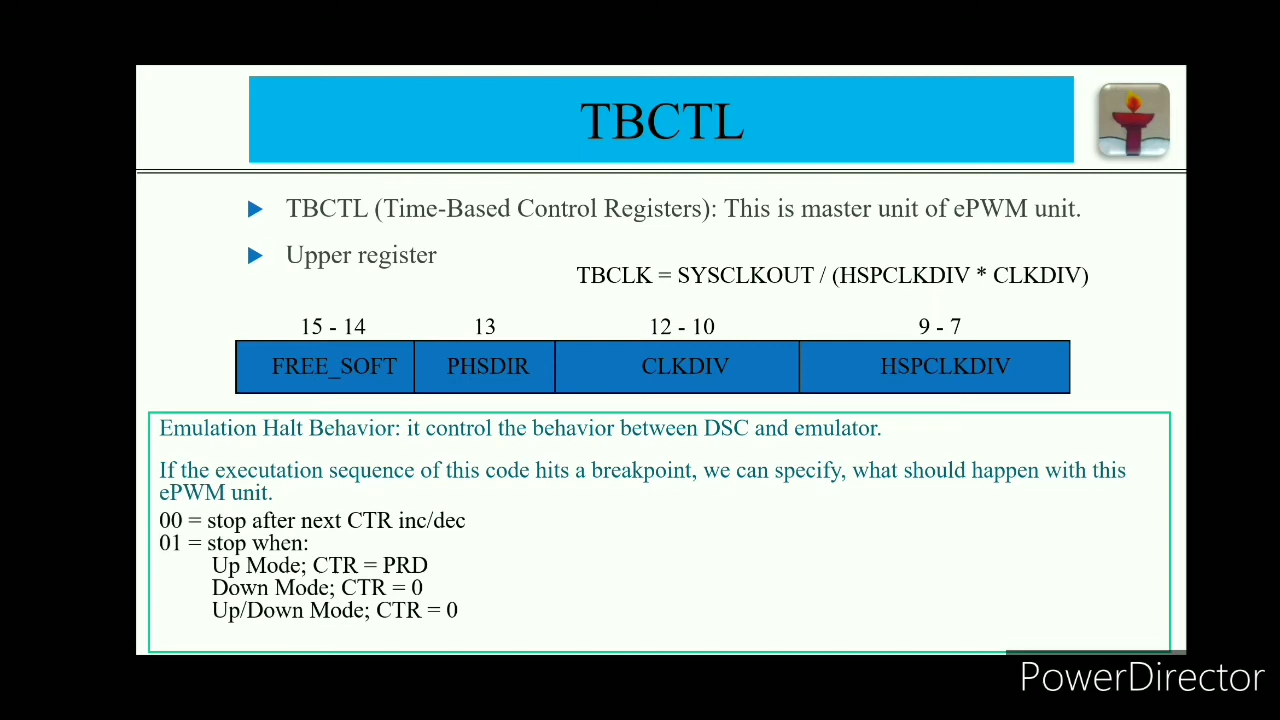 TBCTL
TBCTL (Time-Based Control Registers): This is master unit of ePWM unit.
Upper register
TBCLK = SYSCLKOUT / (HSPCLKDIV * CLKDIV)
15 - 14 13 12 - 10 9 - 7
FREE_SOFT PHSDIR CLKDIV HSPCLKDIV
Emulation Halt Behavior: it control the behavior between DSC and emulator.
If the executation sequence of this code hits a breakpoint, we can specify, what should happen with this
ePWM unit.
00 = stop after next CTR inc/dec
01 = stop when:
Up Mode; CTR = PRD
Down Mode; CTR = 0
Up/Down Mode; CTR = 0
PowerDirector